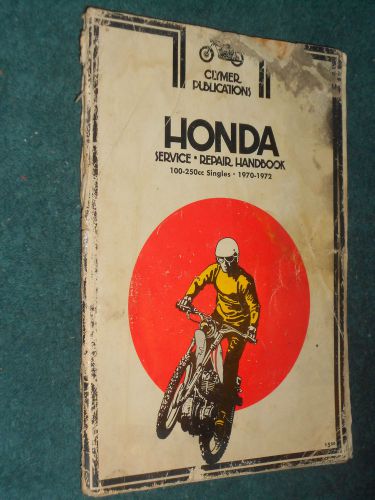 CLYMER
PUBLICATIONS
HONDA
SERVICE • REPAIR HANDBOOK
100-250cc Singles • 1970-1972